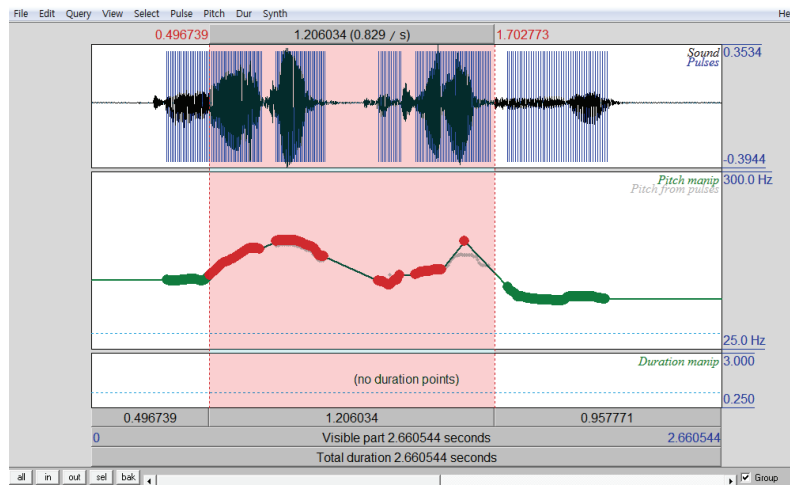 File Edit Query View Select Pulse Pitch Dur Synth He
0.496739 1.206034 (0.829 / s) 1.702773
Sound 0.3534
Pulses
-0.3944
Pitch manip 300.0 Hz
Pitch from pulses
25.0 Hz
Duration manip 3.000
(no duration points)
0.250
0.496739 1.206034 0.957771
0 Visible part 2.660544 seconds 2.660544
Total duration 2.660544 seconds
all in out sel bak Group